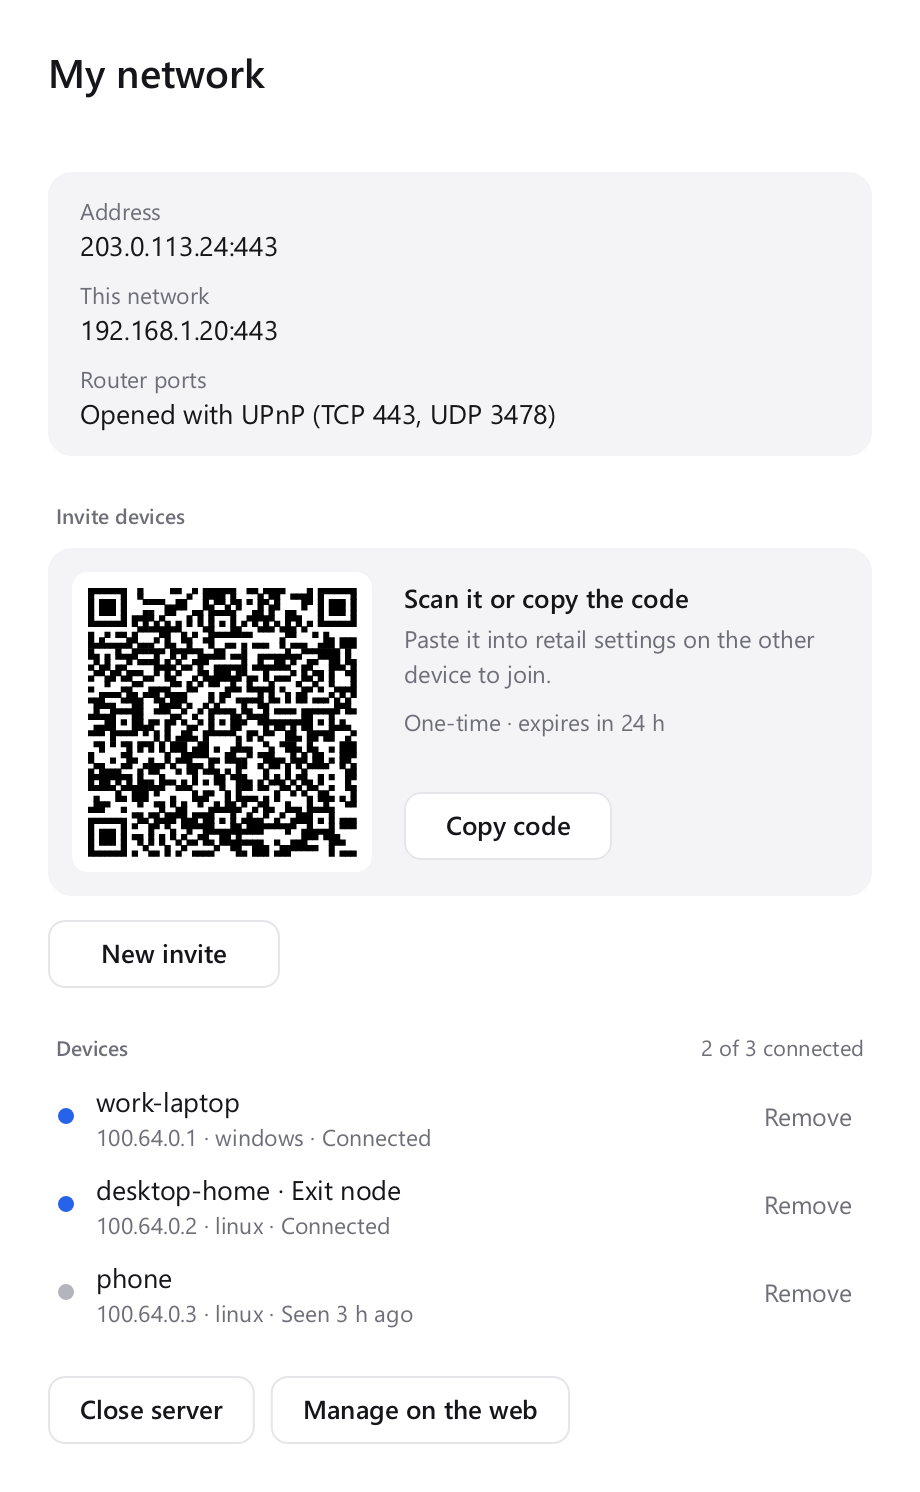 My network
Address
203.0.113.24:443
This network
192.168.1.20:443
Router ports
Opened with UPnP (TCP 443, UDP 3478)
Invite devices
Scan it or copy the code
Paste it into retail settings on the other
device to join.
One-time · expires in 24 h
Copy code
New invite
Devices
2 of 3 connected
work-laptop
100.64.0.1 · windows · Connected
Remove
desktop-home · Exit node
100.64.0.2 · linux · Connected
Remove
phone
100.64.0.3 · linux · Seen 3 h ago
Remove
Close server
Manage on the web